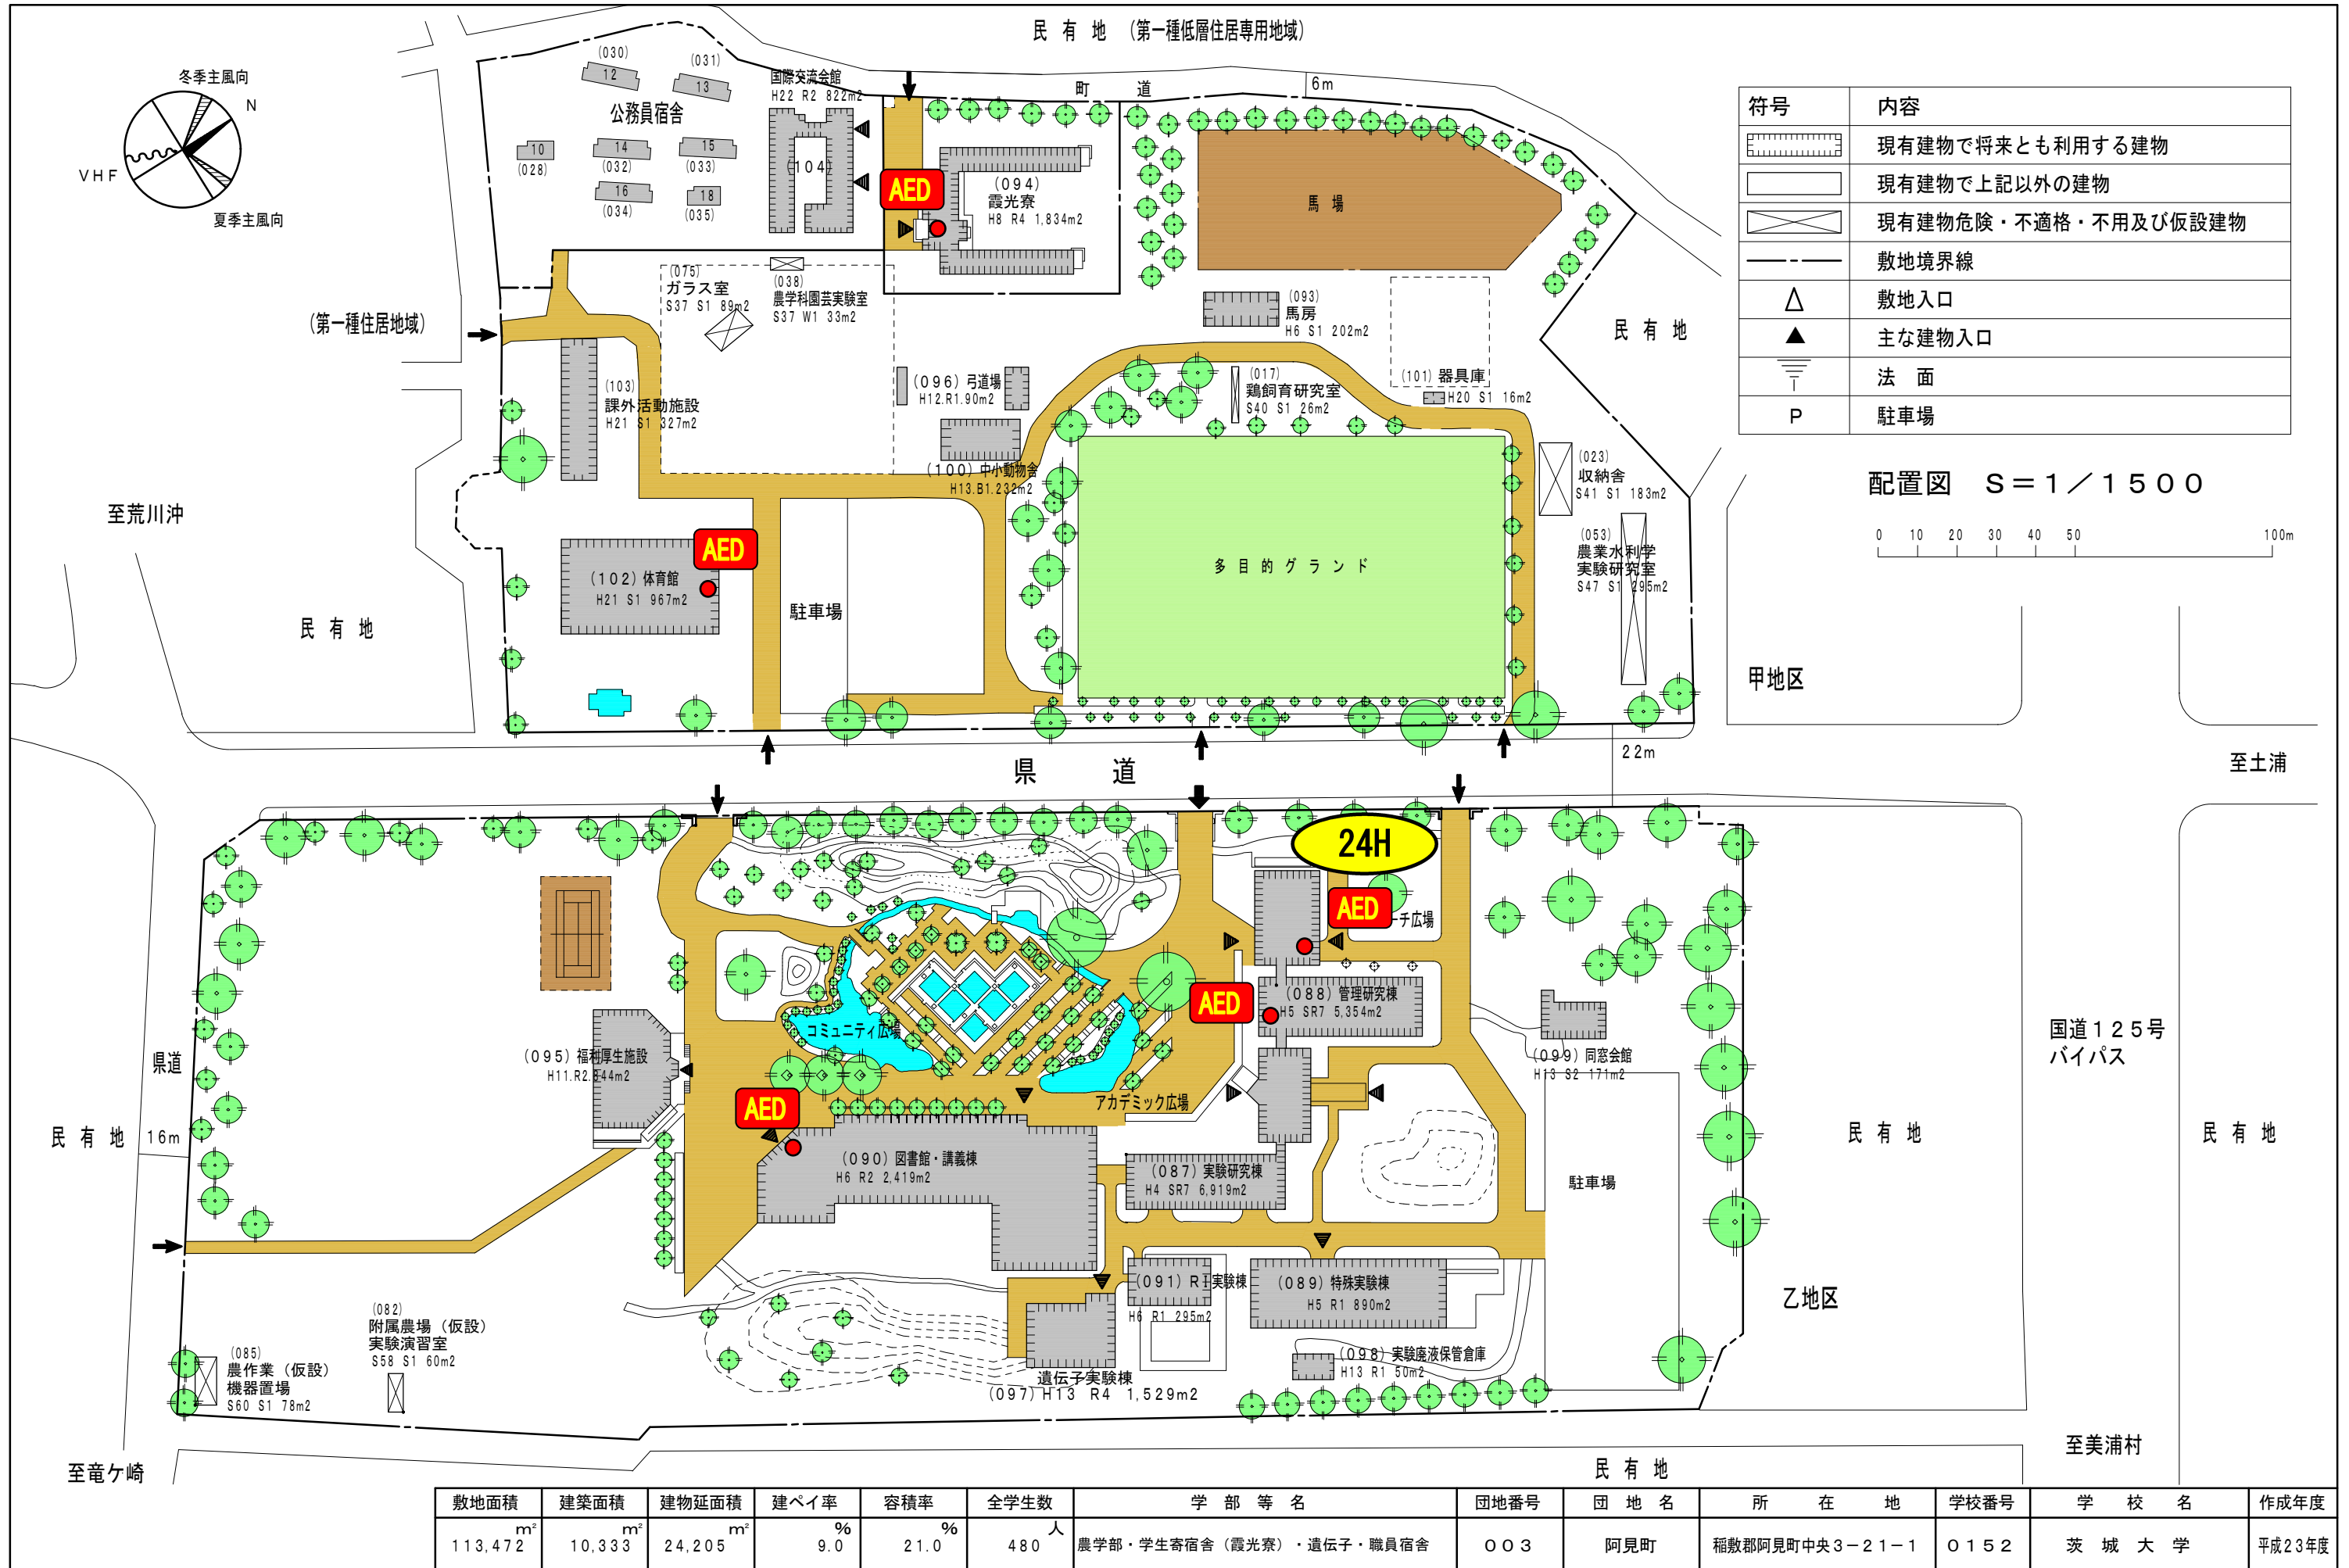 民有地（第一種低層住居専用地域）
冬季主風向
N
VHF
夏季主風向
(030)
12
(031)
13
公務員宿舎
10
(028)
14
(032)
15
(033)
16
(034)
18
(035)
国際交流会館
H22 R2 822m2
(104)
町道
6m
AED
(094)
霞光寮
H8 R4 1,834m2
馬場
符号 内容
現有建物で将来とも利用する建物
現有建物で上記以外の建物
現有建物危険・不適格・不用及び仮設建物
敷地境界線
敷地入口
主な建物入口
法面
P 駐車場
配置図 S=1／1500
0 10 20 30 40 50 100m
(第一種住居地域)
(075)
ガラス室
S37 S1 89m2
(038)
農学科園芸実験室
S37 W1 33m2
(093)
馬房
H6 S1 202m2
民有地
(103)
課外活動施設
H21 S1 327m2
(096)弓道場
H12.R1.90m2
(017)
鶏飼育研究室
S40 S1 26m2
(101)器具庫
H20 S1 16m2
(100)中小動物舎
H13.B1.232m2
(023)
収納舎
S41 S1 183m2
(053)
農業水利学
実験研究室
S47 S1 295m2
至荒川沖
民有地
AED
(102)体育館
H21 S1 967m2
駐車場
多目的グランド
甲地区
22m
県道
至土浦
24H
AED
ーチ広場
AED
(088)管理研究棟
H5 SR7 5,354m2
コミュニティ広場
(095)福利厚生施設
H11.R2.844m2
AED
アカデミック広場
(099)同窓会館
H13 S2 171m2
県道
国道125号
バイパス
民有地
16m
(090)図書館・講義棟
H6 R2 2,419m2
(087)実験研究棟
H4 SR7 6,919m2
駐車場
民有地
民有地
(091)RI実験棟
H6 R1 295m2
(089)特殊実験棟
H5 R1 890m2
乙地区
(082)
附属農場（仮設）
実験演習室
S58 S1 60m2
(085)
農作業（仮設）
機器置場
S60 S1 78m2
(098)実験廃液保管倉庫
H13 R1 50m2
遺伝子実験棟
(097)H13 R4 1,529m2
至竜ケ崎
至美浦村
民有地
敷地面積 建築面積 建物延面積 建ペイ率 容積率 全学生数 学部等名 団地番号 団地名 所在地 学校番号 学校名 作成年度
113,472㎡ 10,333㎡ 24,205㎡ 9.0% 21.0% 480人 農学部・学生寄宿舎（霞光寮）・遺伝子・職員宿舎 003 阿見町 稲敷郡阿見町中央3-21-1 0152 茨城大学 平成23年度